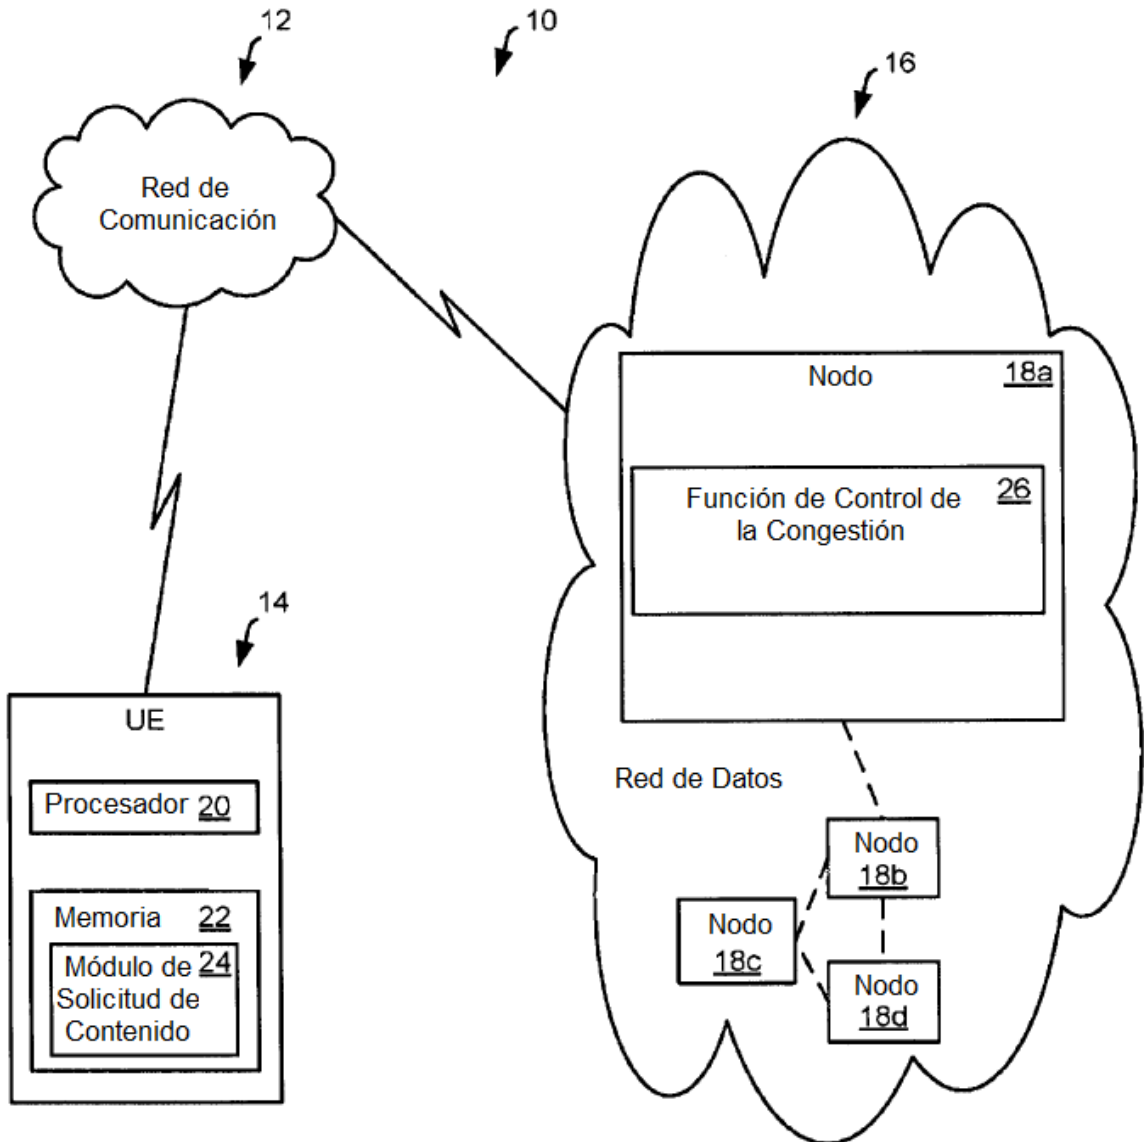 12
10
16
Red de
Comunicación
Nodo 18a
Función de Control de 26
la Congestión
14
UE
Procesador 20
Memoria 22
Módulo de 24
Solicitud de
Contenido
Red de Datos
Nodo
18b
Nodo
18c
Nodo
18d